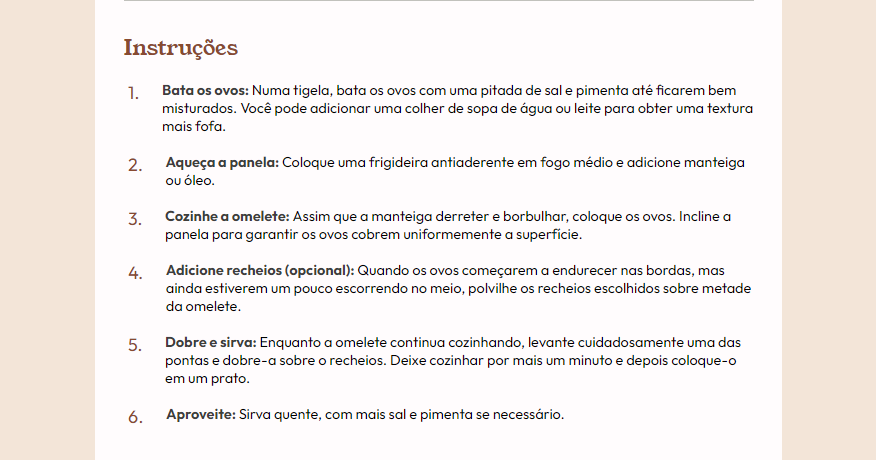 Instruções
1. Bata os ovos: Numa tigela, bata os ovos com uma pitada de sal e pimenta até ficarem bem
misturados. Você pode adicionar uma colher de sopa de água ou leite para obter uma textura
mais fofa.
2. Aqueça a panela: Coloque uma frigideira antiaderente em fogo médio e adicione manteiga
ou óleo.
3. Cozinhe a omelete: Assim que a manteiga derreter e borbulhar, coloque os ovos. Incline a
panela para garantir os ovos cobrem uniformemente a superfície.
4. Adicione recheios (opcional): Quando os ovos começarem a endurecer nas bordas, mas
ainda estiverem um pouco escorrendo no meio, polvilhe os recheios escolhidos sobre metade
da omelete.
5. Dobre e sirva: Enquanto a omelete continua cozinhando, levante cuidadosamente uma das
pontas e dobre-a sobre o recheios. Deixe cozinhar por mais um minuto e depois coloque-o
em um prato.
6. Aproveite: Sirva quente, com mais sal e pimenta se necessário.